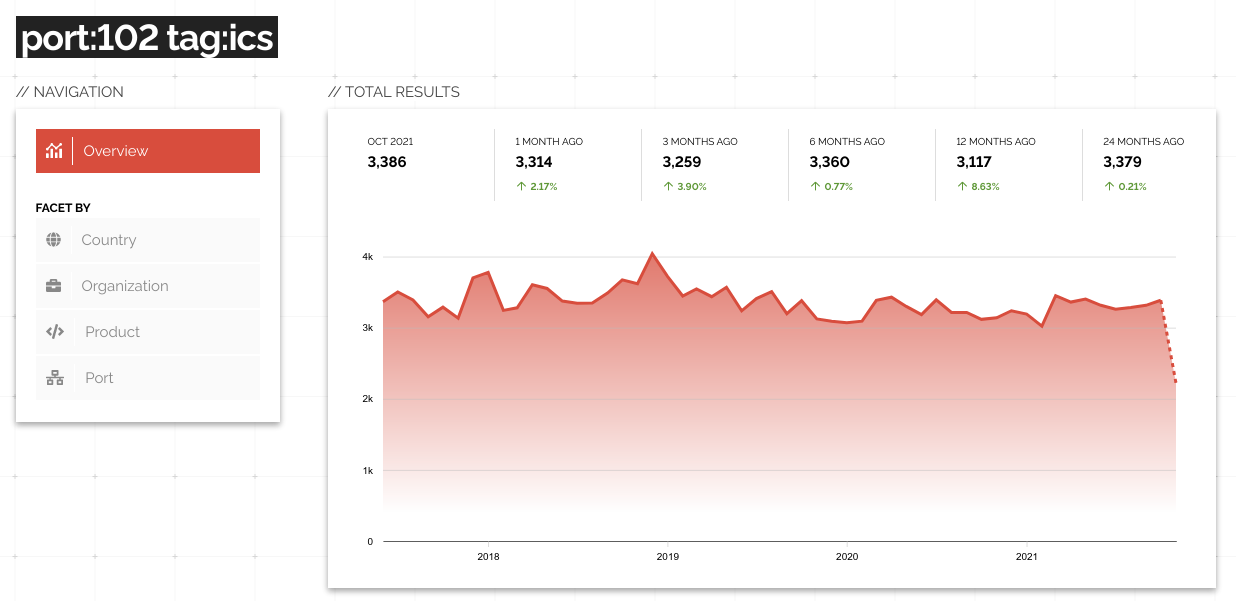 port:102 tag:ics
// NAVIGATION
Overview
FACET BY
Country
Organization
Product
Port
// TOTAL RESULTS
OCT 2021
3,386
1 MONTH AGO
3,314
↑ 2.17%
3 MONTHS AGO
3,259
↑ 3.90%
6 MONTHS AGO
3,360
↑ 0.77%
12 MONTHS AGO
3,117
↑ 8.63%
24 MONTHS AGO
3,379
↑ 0.21%
4k
3k
2k
1k
0
2018
2019
2020
2021